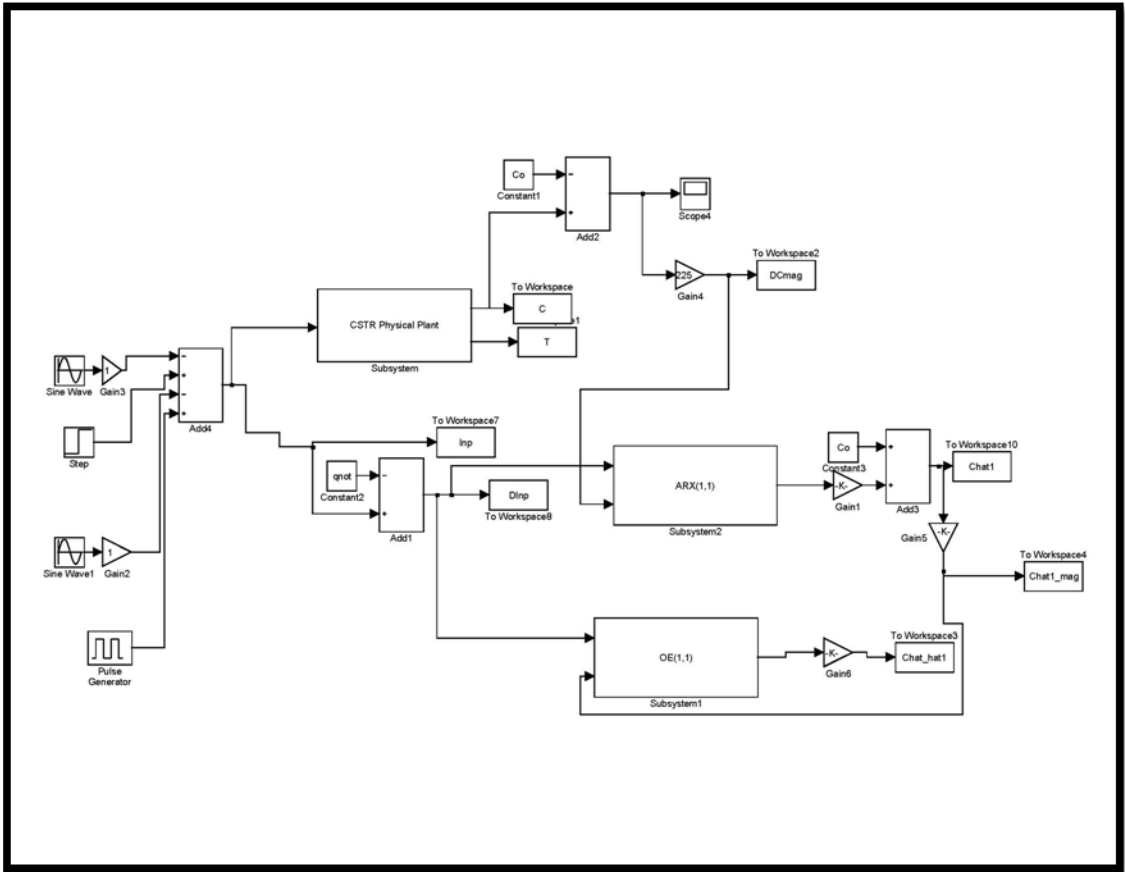 Co
Constant1
Add2
Scope4
To Workspace2
DCmag
225
Gain4
To Workspace
C
CSTR Physical Plant
T
Subsystem
Sine Wave
1
Gain3
Add4
Step
To Workspace7
Inp
qnot
Constant2
DInp
To Workspace8
Add1
ARX(1,1)
Subsystem2
Co
Constant3
-K-
Gain1
Add3
To Workspace10
Chat1
-K-
Gain5
To Workspace4
Chat1_mag
Sine Wave1
1
Gain2
Pulse
Generator
OE(1,1)
Subsystem1
-K-
Gain6
To Workspace3
Chat_hat1